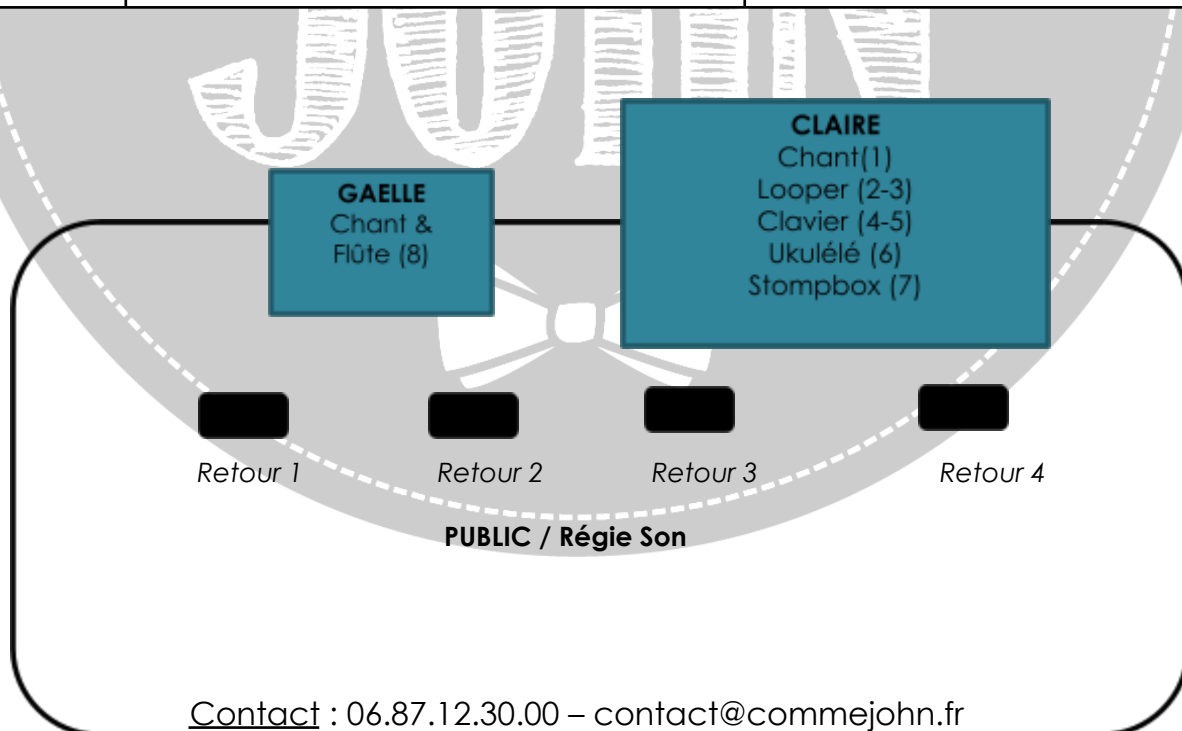 JOHN
GAELLE
Chant &
Flûte (8)
CLAIRE
Chant(1)
Looper (2-3)
Clavier (4-5)
Ukulélé (6)
Stompbox (7)
Retour 1
Retour 2
Retour 3
Retour 4
PUBLIC / Régie Son
Contact : 06.87.12.30.00 – contact@commejohn.fr